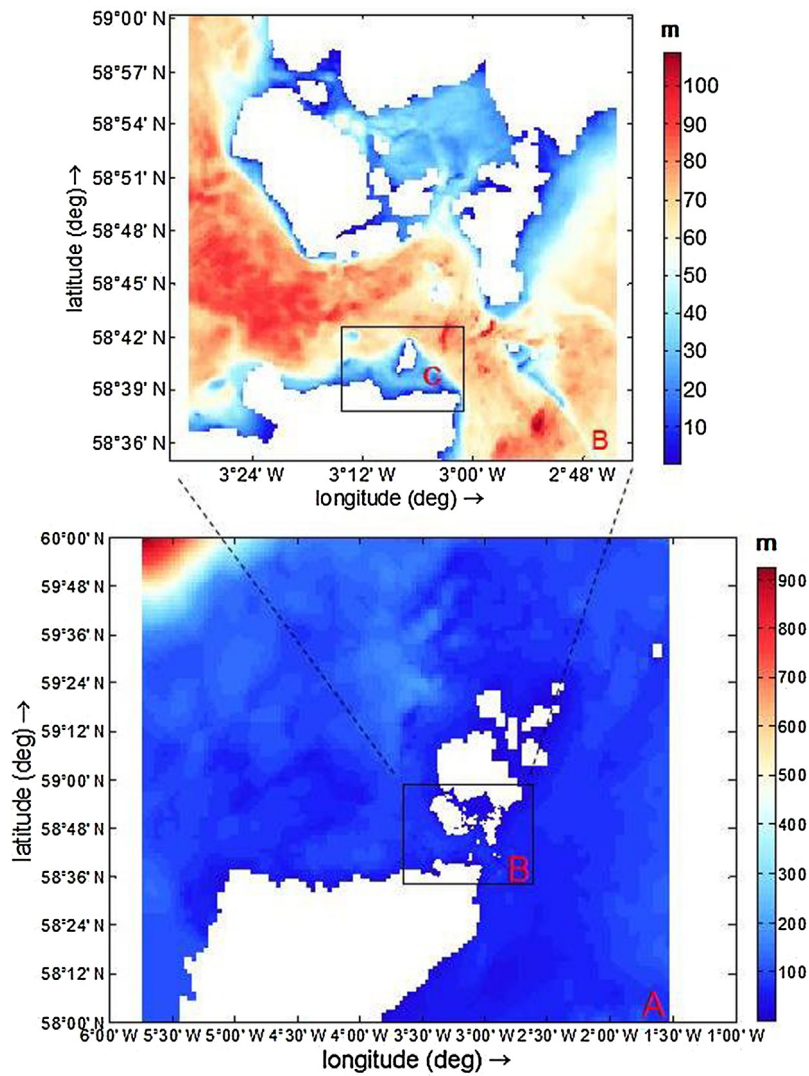 59°00' N
58°57' N
58°54' N
58°51' N
58°48' N
58°45' N
58°42' N
58°39' N
58°36' N
latitude (deg) →
3°24' W 3°12' W 3°00' W 2°48' W
longitude (deg) →
C
B
m
100
90
80
70
60
50
40
30
20
10
60°00' N
59°48' N
59°36' N
59°24' N
59°12' N
59°00' N
58°48' N
58°36' N
58°24' N
58°12' N
58°00' N
latitude (deg) →
6°00' W 5°30' W 5°00' W 4°30' W 4°00' W 3°30' W 3°00' W 2°30' W 2°00' W 1°30' W 1°00' W
longitude (deg) →
B
A
m
900
800
700
600
500
400
300
200
100